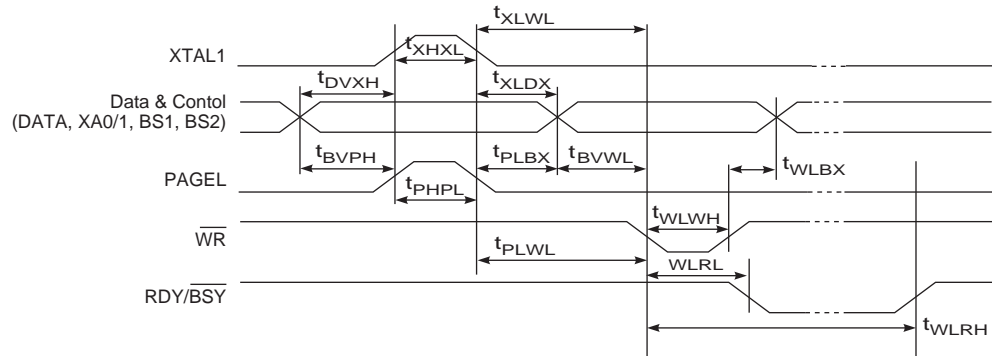 tXLWL
XTAL1
tXHXL
tDVXH
tXLDX
Data & Contol
(DATA, XA0/1, BS1, BS2)
tBVPH
tPLBX
tBVWL
tWLBX
PAGEL
tPHPL
WR
tWLWH
tPLWL
WLRL
RDY/BSY
tWLRH